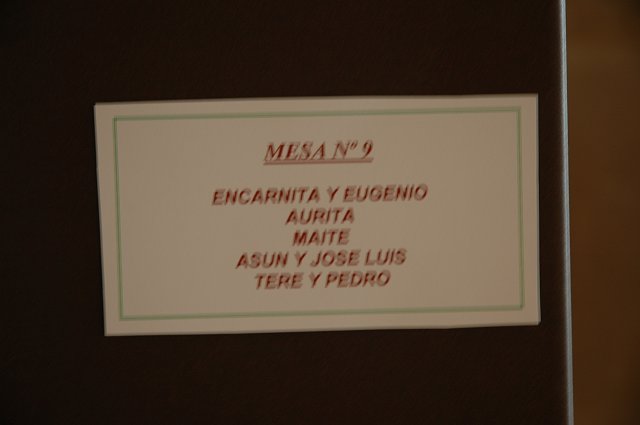 MESA Nº 9
ENCARNITA Y EUGENIO
AURITA
MAITE
ASUN Y JOSE LUIS
TERE Y PEDRO